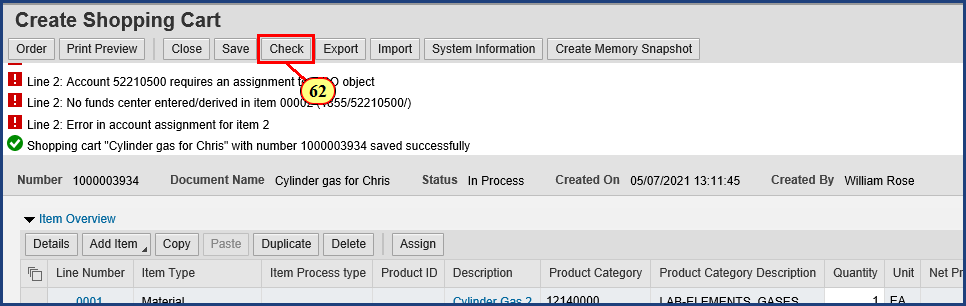 Create Shopping Cart
Order Print Preview Close Save Check Export Import System Information Create Memory Snapshot
Line 2: Account 52210500 requires an assignment O object
Line 2: No funds center entered/derived in item 00002 55/52210500/)
62
Line 2: Error in account assignment for item 2
Shopping cart "Cylinder gas for Chris" with number 1000003934 saved successfully
Number 1000003934 Document Name Cylinder gas for Chris Status In Process Created On 05/07/2021 13:11:45 Created By William Rose
Item Overview
Details Add Item Copy Paste Duplicate Delete Assign
Line Number Item Type Item Process type Product ID Description Product Category Product Category Description Quantity Unit Net Pr
0001 Material Cylinder Gas 2 12140000 LAB-ELEMENTS, GASES 1 EA